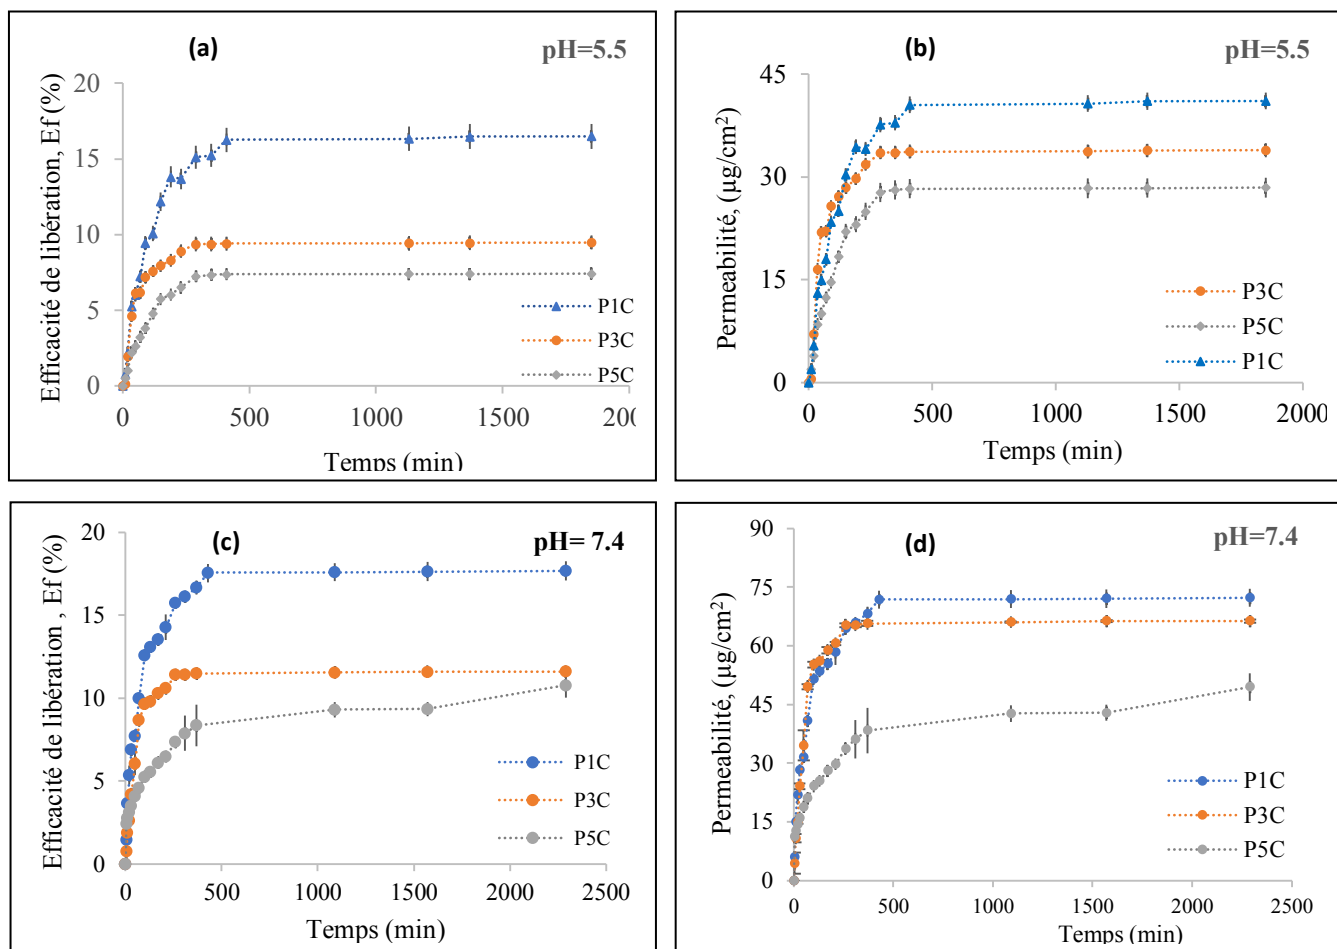 (a)
pH=5.5
Efficacité de libération, Ef (%)
20
15
10
5
0
0
500
1000
1500
200
Temps (min)
P1C
P3C
P5C
(b)
pH=5.5
Permeabilité, (µg/cm²)
45
30
15
0
0
500
1000
1500
2000
Temps (min)
P3C
P5C
P1C
(c)
pH= 7.4
Efficacité de libération , Ef (%)
20
15
10
5
0
0
500
1000
1500
2000
2500
Temps (min)
P1C
P3C
P5C
(d)
pH=7.4
Permeabilité, (µg/cm²)
90
75
60
45
30
15
0
0
500
1000
1500
2000
2500
Temps (min)
P1C
P3C
P5C